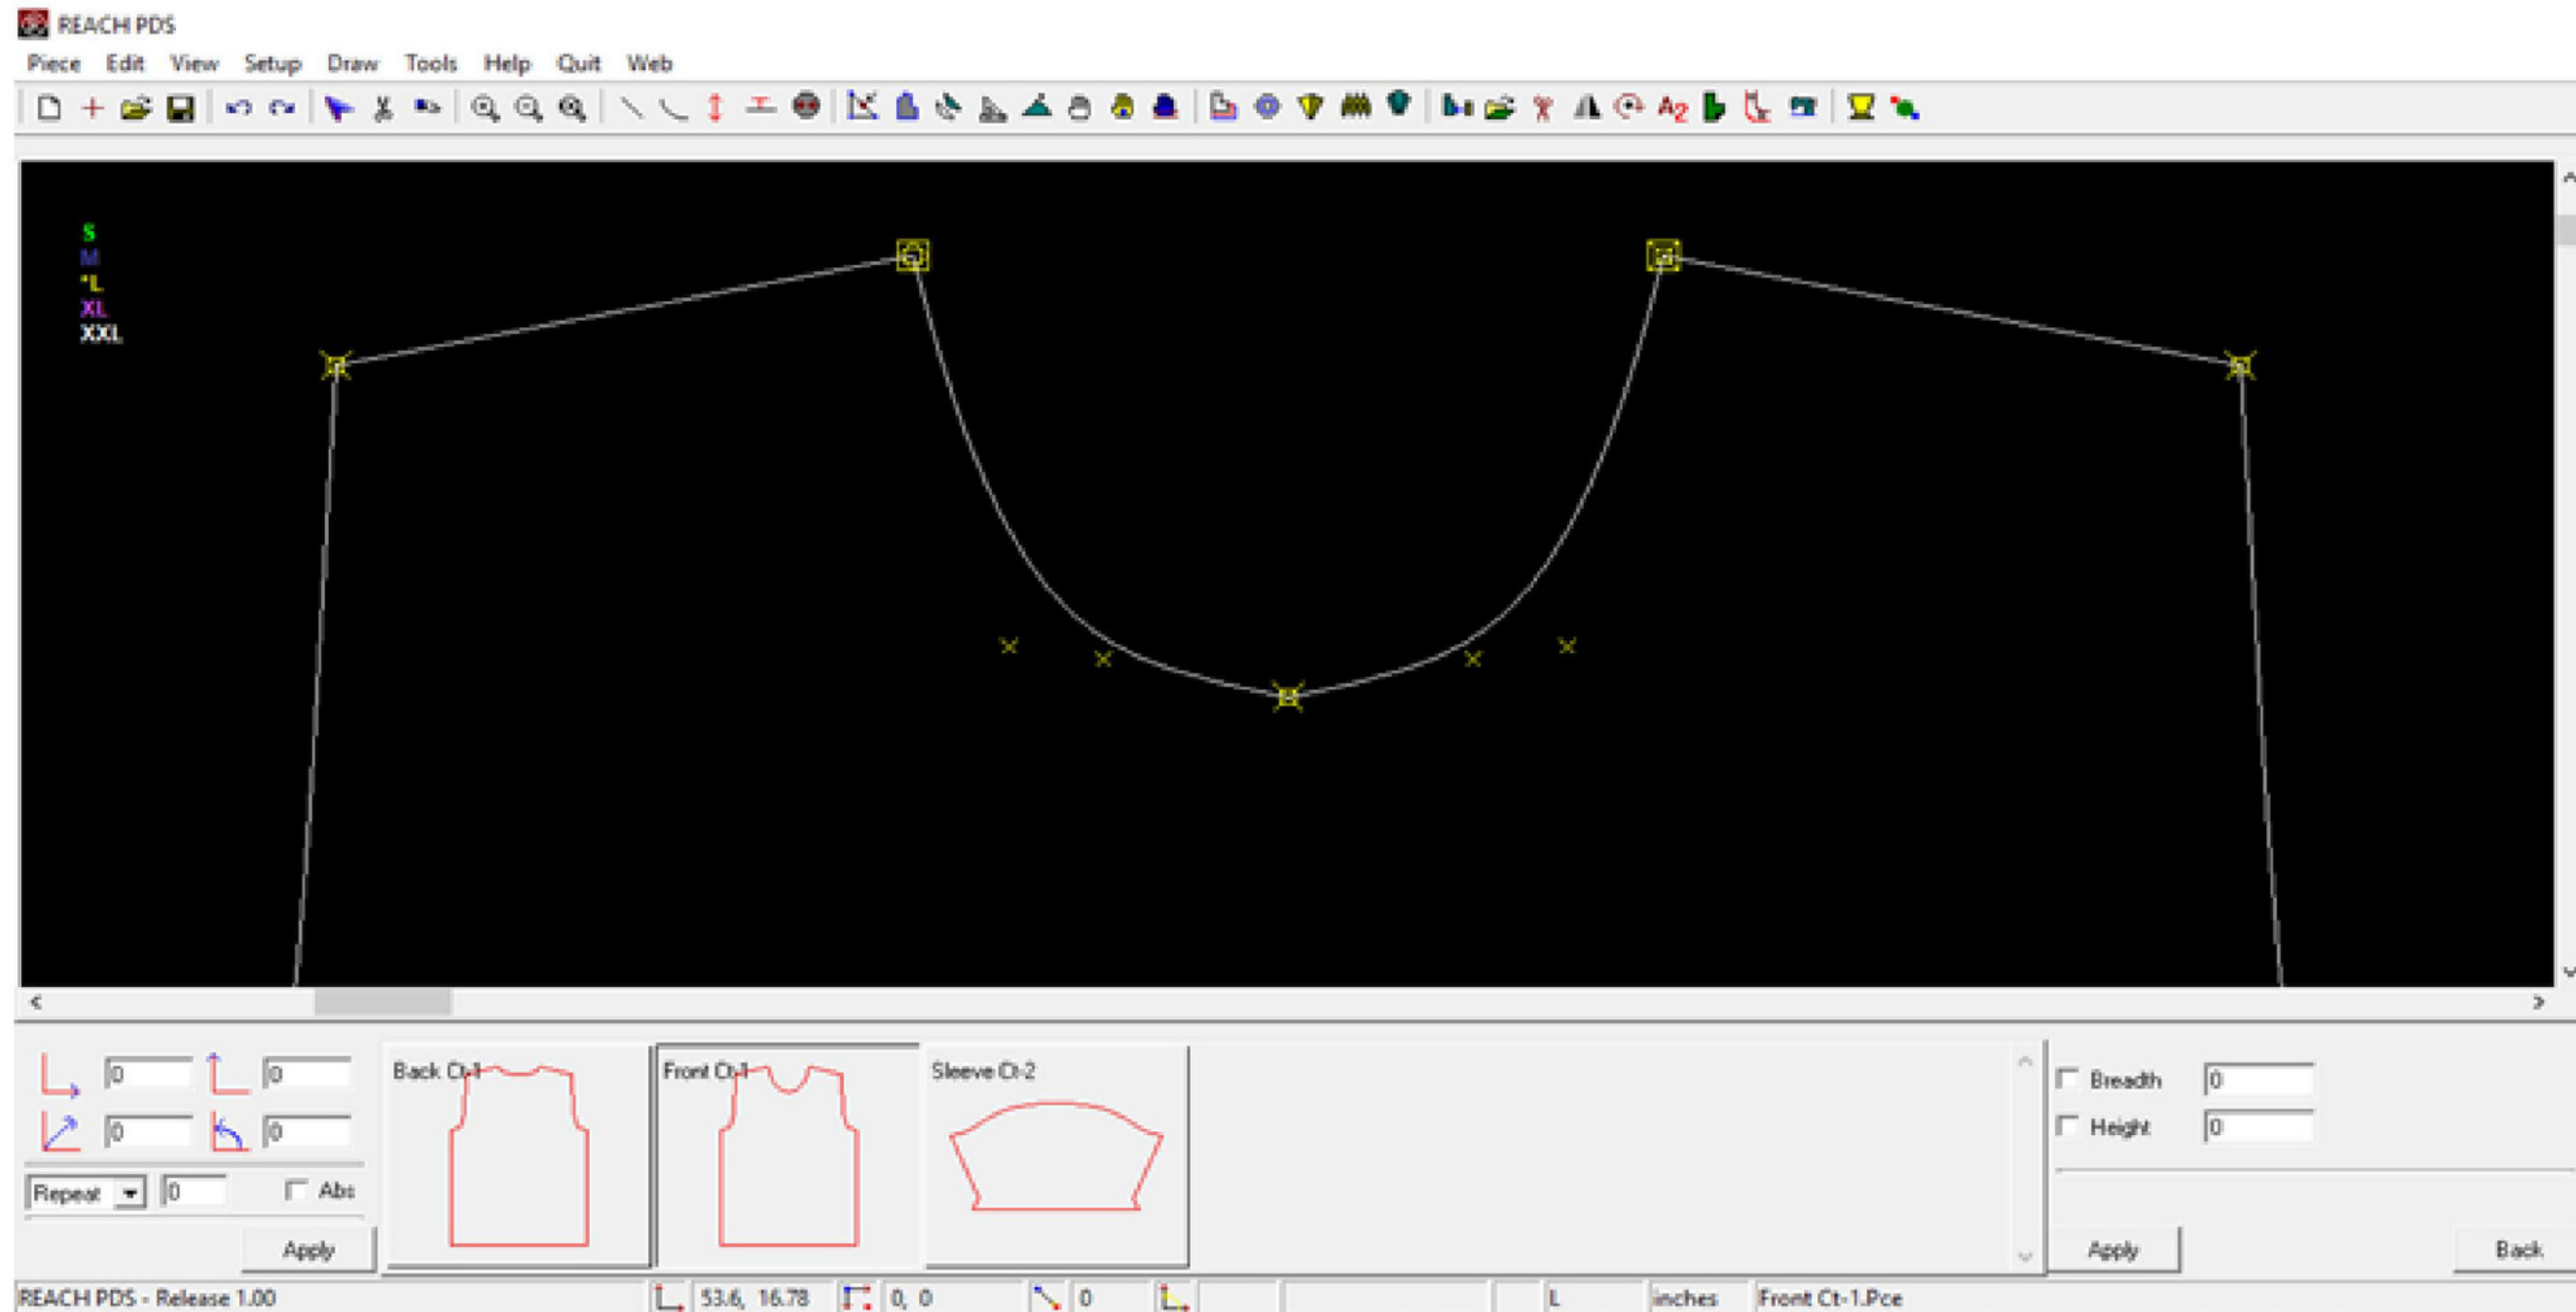 REACH PDS
Piece Edit View Setup Draw Tools Help Quit Web
A2
S
M
*L
XL
XXL
0 0
Back Ct-1
Front Ct-1
Sleeve Ct-2
Breadth 0
0 0
Height 0
Repeat 0 Abs
Apply
Apply Back
REACH PDS - Release 1.00 53.6, 16.78 0, 0 0 L inches Front Ct-1.Pce